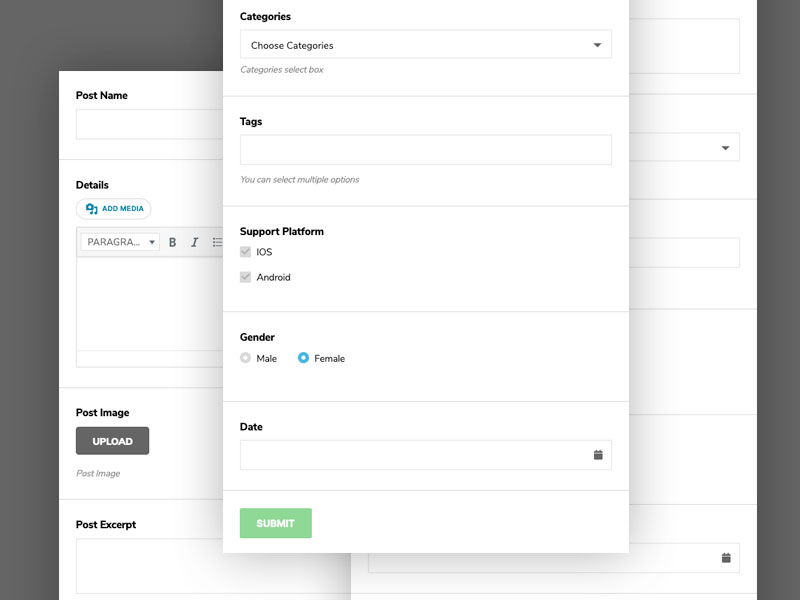 Post Name
Details
ADD MEDIA
PARAGRA...
B I
Post Image
UPLOAD
Post Image
Post Excerpt
Categories
Choose Categories
Categories select box
Tags
You can select multiple options
Support Platform
IOS
Android
Gender
Male Female
Date
SUBMIT